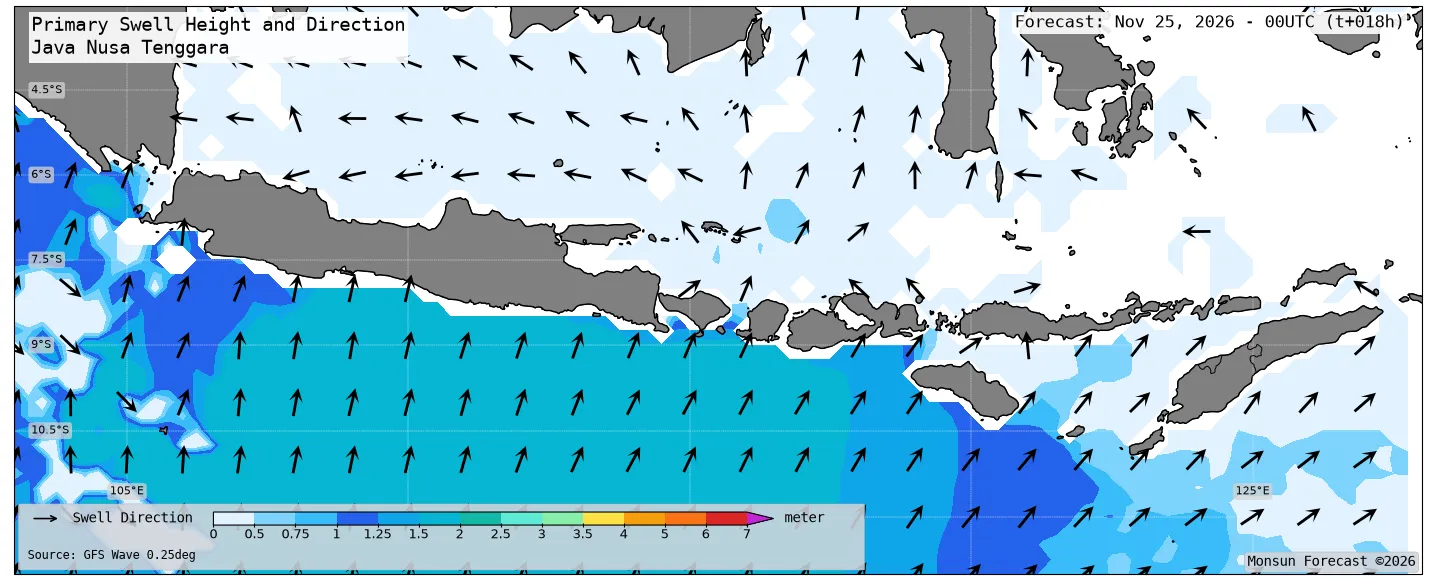 Primary Swell Height and Direction
Java Nusa Tenggara
Forecast: Nov 25, 2026 - 00UTC (t+018h)
4.5°S
6°S
7.5°S
9°S
10.5°S
105°E
125°E
Swell Direction
meter
0 0.5 0.75 1 1.25 1.5 2 2.5 3 3.5 4 5 6 7
Source: GFS Wave 0.25deg
Monsun Forecast ©2026